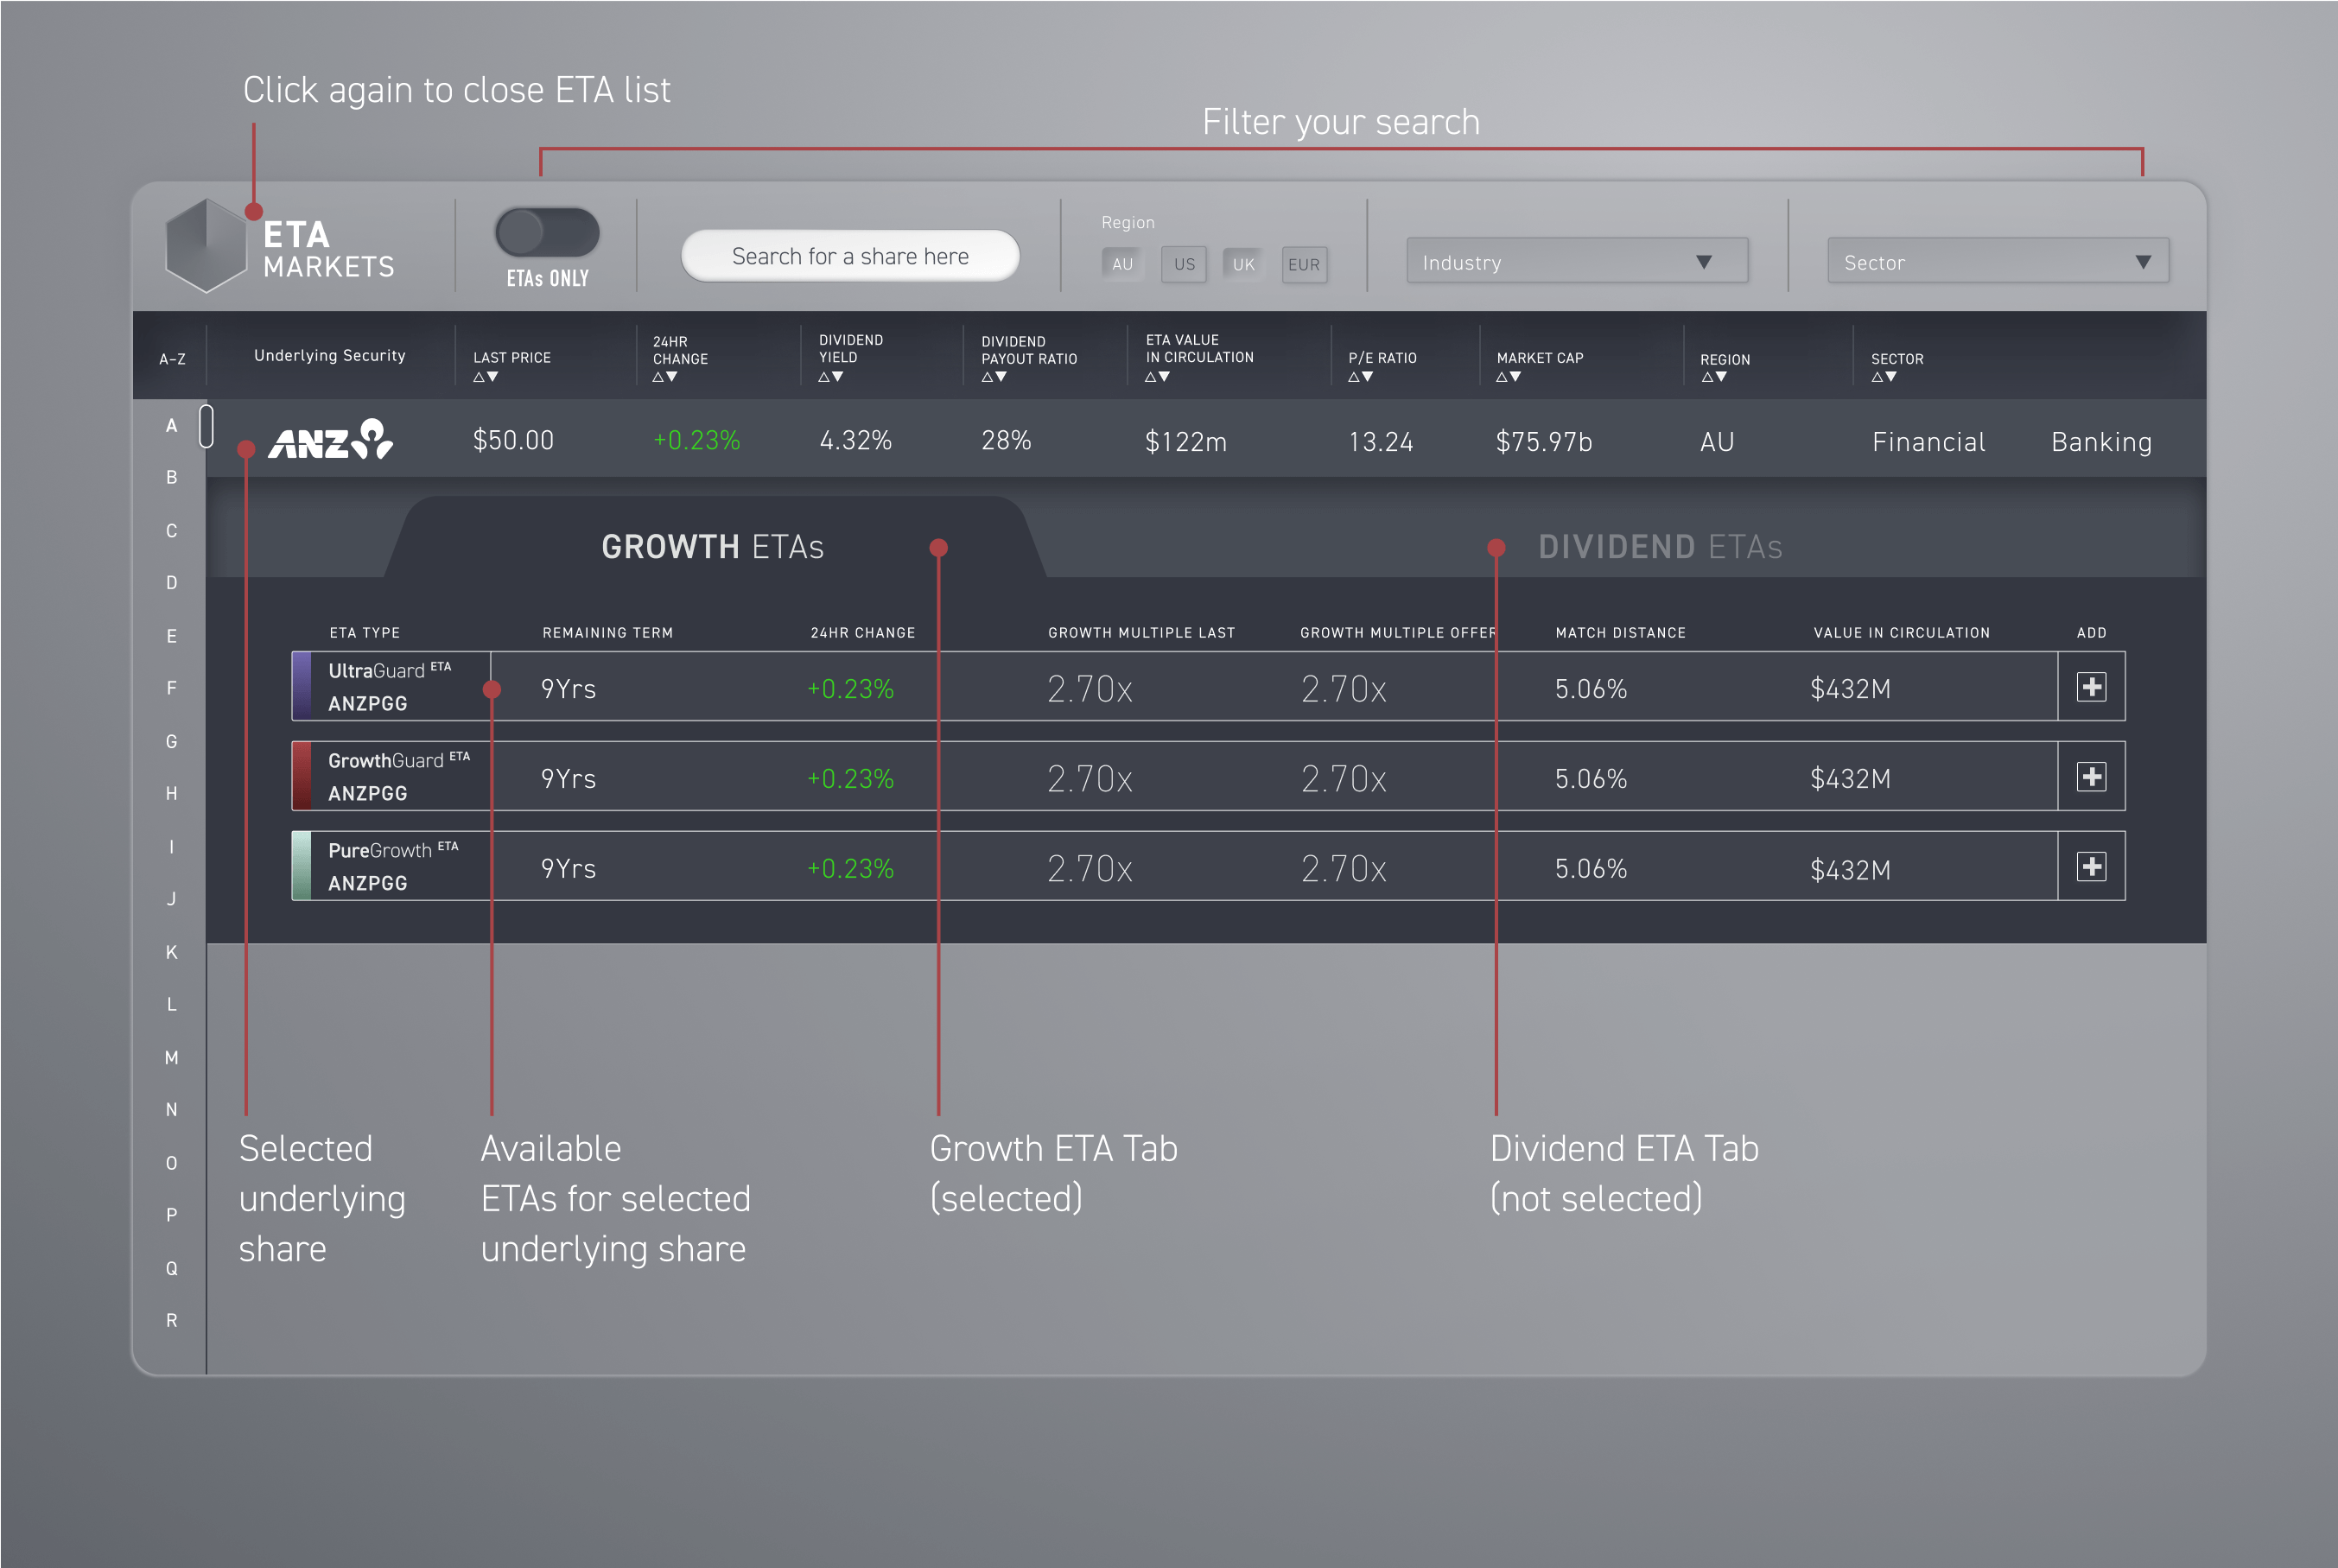 Click again to close ETA list
Filter your search
ETA
MARKETS
ETAs ONLY
Search for a share here
Region
AU US UK EUR
Industry
Sector
A–Z
Underlying Security
LAST PRICE
24HR
CHANGE
DIVIDEND
YIELD
DIVIDEND
PAYOUT RATIO
ETA VALUE
IN CIRCULATION
P/E RATIO
MARKET CAP
REGION
SECTOR
ANZ $50.00 +0.23% 4.32% 28% $122m 13.24 $75.97b AU Financial Banking
GROWTH ETAs
DIVIDEND ETAs
ETA TYPE REMAINING TERM 24HR CHANGE GROWTH MULTIPLE LAST GROWTH MULTIPLE OFFER MATCH DISTANCE VALUE IN CIRCULATION ADD
UltraGuard ETA
ANZPGG
9Yrs +0.23% 2.70x 2.70x 5.06% $432M
GrowthGuard ETA
ANZPGG
9Yrs +0.23% 2.70x 2.70x 5.06% $432M
PureGrowth ETA
ANZPGG
9Yrs +0.23% 2.70x 2.70x 5.06% $432M
A
B
C
D
E
F
G
H
I
J
K
L
M
N
O
P
Q
R
Selected
underlying
share
Available
ETAs for selected
underlying share
Growth ETA Tab
(selected)
Dividend ETA Tab
(not selected)